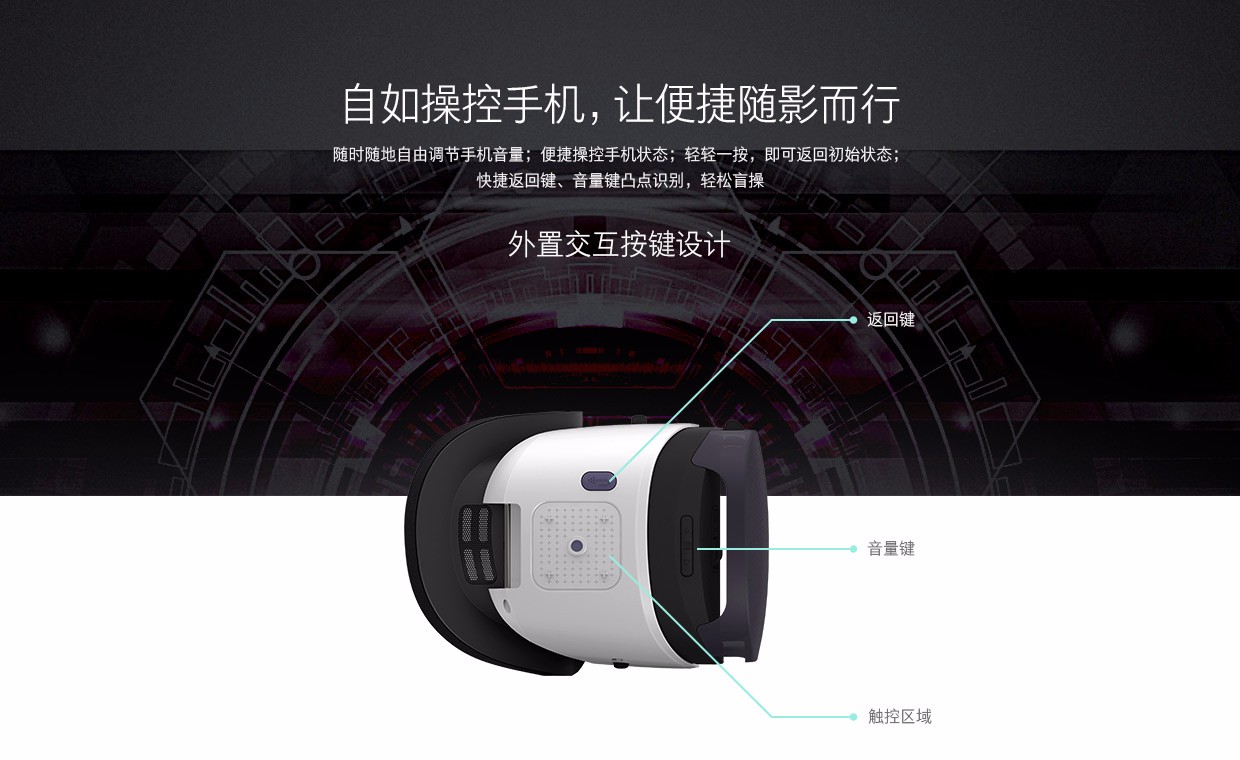 自如操控手机，让便捷随影而行
随时随地自由调节手机音量；便捷操控手机状态；轻轻一按，即可返回初始状态；
快捷返回键、音量键凸点识别，轻松盲操
外置交互按键设计
返回键
音量键
触控区域